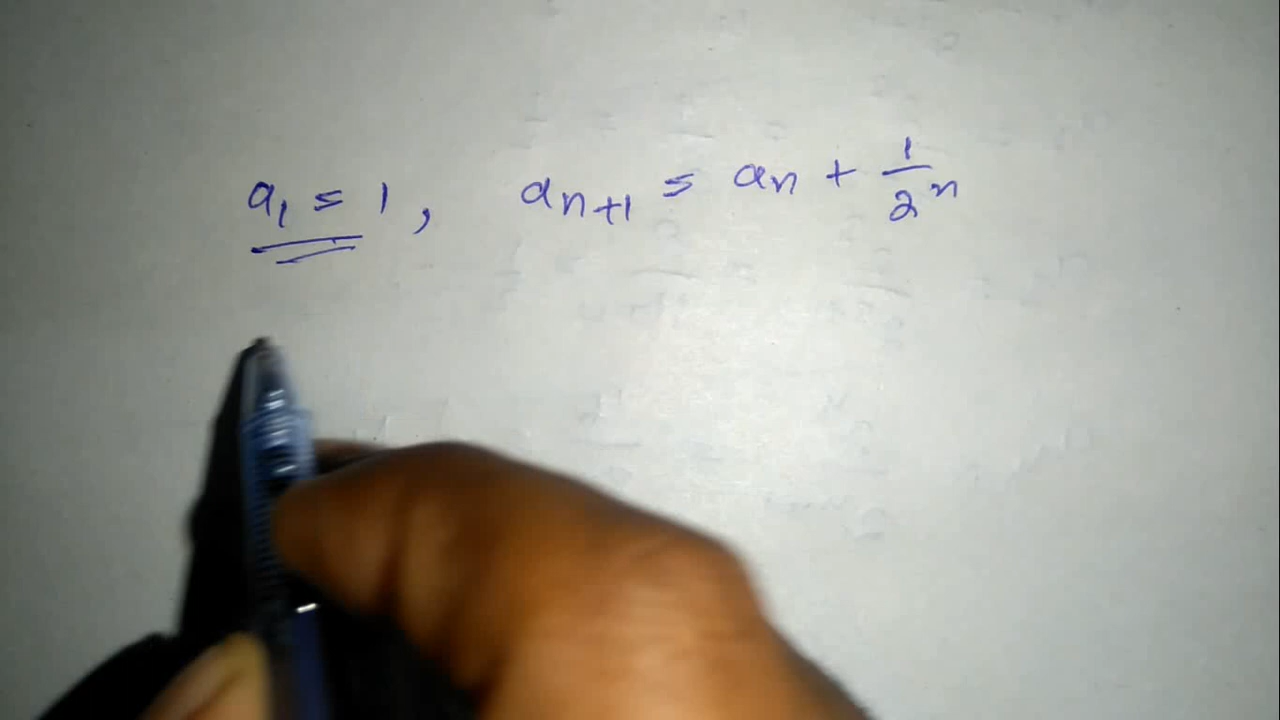 a₁ = 1, aₙ₊₁ = aₙ + 1/2ⁿ